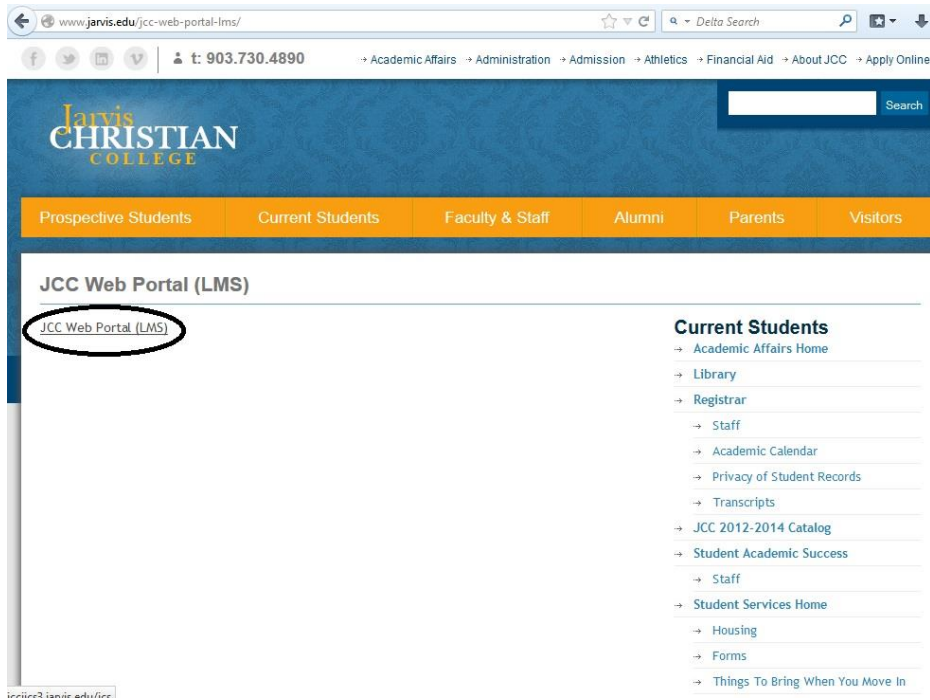 www.jarvis.edu/jcc-web-portal-lms/
Delta Search
t: 903.730.4890
Academic Affairs Administration Admission Athletics Financial Aid About JCC Apply Online
Search
Jarvis
CHRISTIAN
COLLEGE
Prospective Students Current Students Faculty & Staff Alumni Parents Visitors
JCC Web Portal (LMS)
JCC Web Portal (LMS)
Current Students
Academic Affairs Home
Library
Registrar
Staff
Academic Calendar
Privacy of Student Records
Transcripts
JCC 2012-2014 Catalog
Student Academic Success
Staff
Student Services Home
Housing
Forms
Things To Bring When You Move In